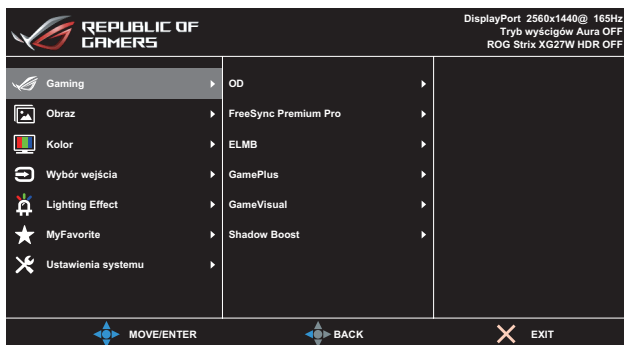 REPUBLIC OF
GAMERS
DisplayPort 2560x1440@ 165Hz
Tryb wyścigów Aura OFF
ROG Strix XG27W HDR OFF
Gaming
Obraz
Kolor
Wybór wejścia
Lighting Effect
MyFavorite
Ustawienia systemu
OD
FreeSync Premium Pro
ELMB
GamePlus
GameVisual
Shadow Boost
MOVE/ENTER
BACK
EXIT